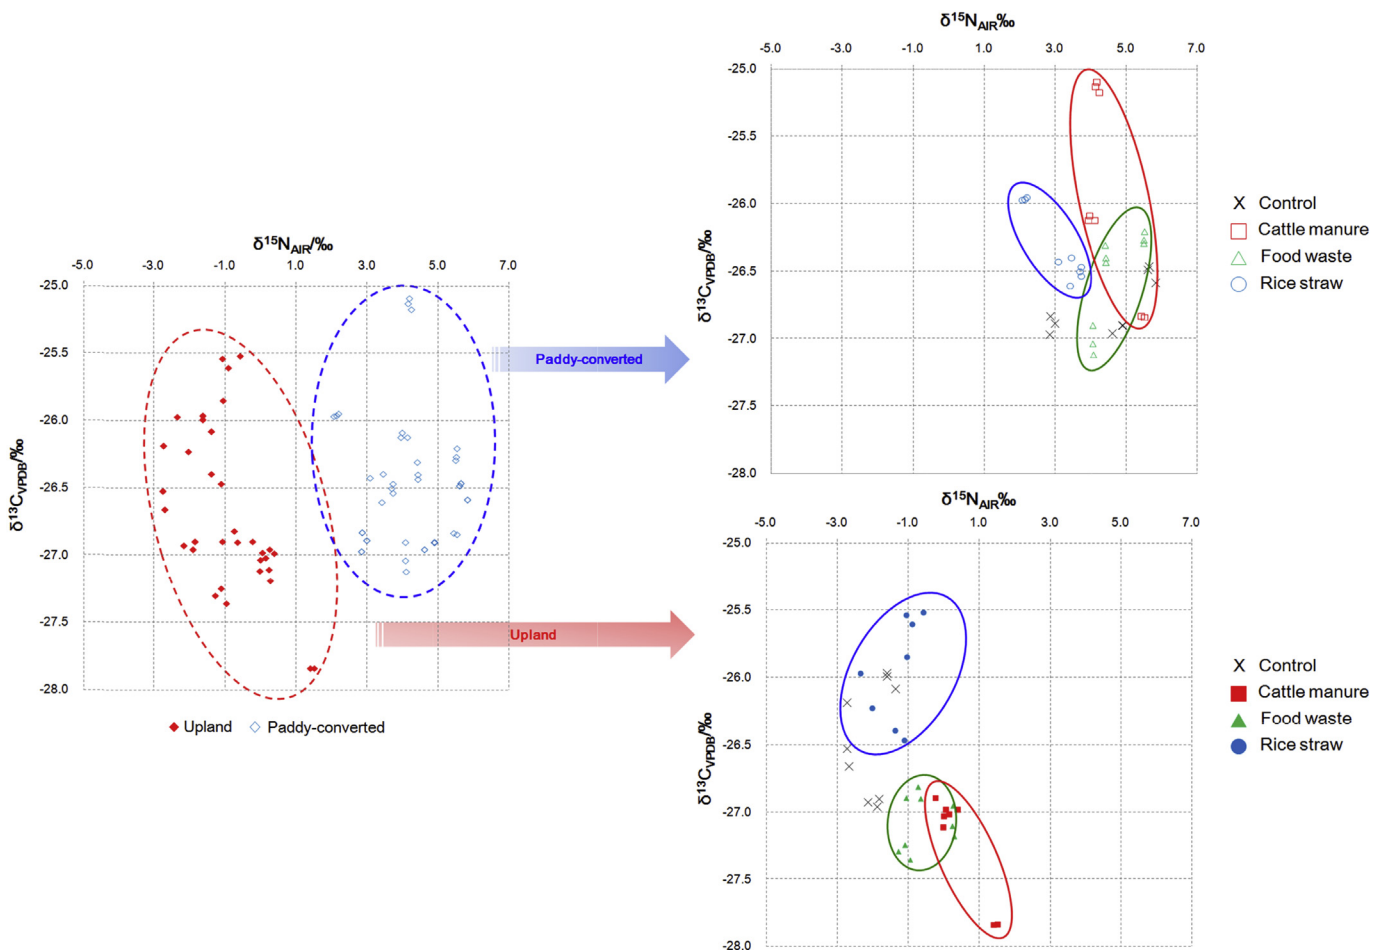 δ15NAIR/‰
-5.0 -3.0 -1.0 1.0 3.0 5.0 7.0
δ13CVPDB/‰
-25.0
-25.5
-26.0
-26.5
-27.0
-27.5
-28.0
Upland Paddy-converted
Paddy-converted
Upland
δ15NAIR‰
-5.0 -3.0 -1.0 1.0 3.0 5.0 7.0
δ13CVPDB/‰
-25.0
-25.5
-26.0
-26.5
-27.0
-27.5
-28.0
Control
Cattle manure
Food waste
Rice straw
δ15NAIR‰
-5.0 -3.0 -1.0 1.0 3.0 5.0 7.0
δ13CVPDB/‰
-25.0
-25.5
-26.0
-26.5
-27.0
-27.5
-28.0
Control
Cattle manure
Food waste
Rice straw